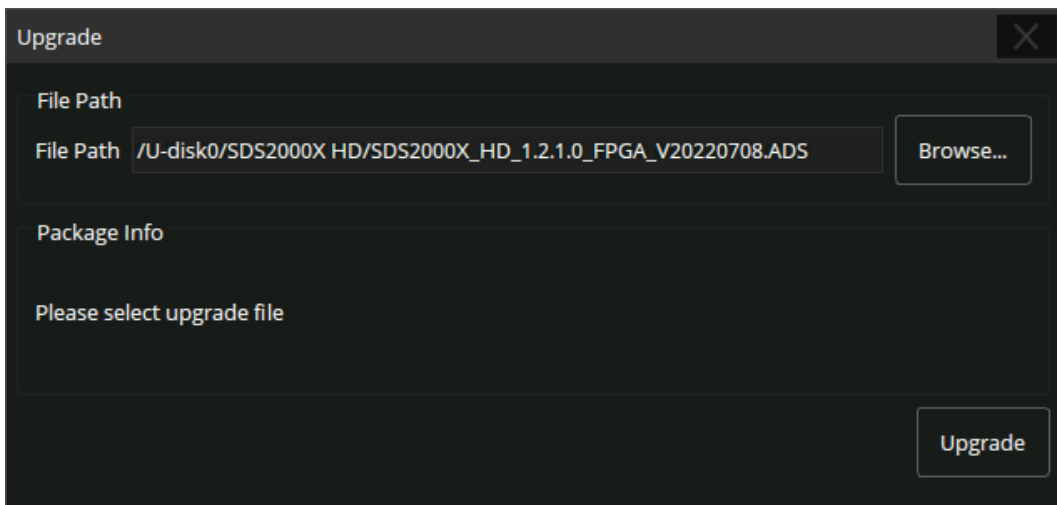 Upgrade
File Path
File Path /U-disk0/SDS2000X HD/SDS2000X_HD_1.2.1.0_FPGA_V20220708.ADS Browse...
Package Info
Please select upgrade file
Upgrade